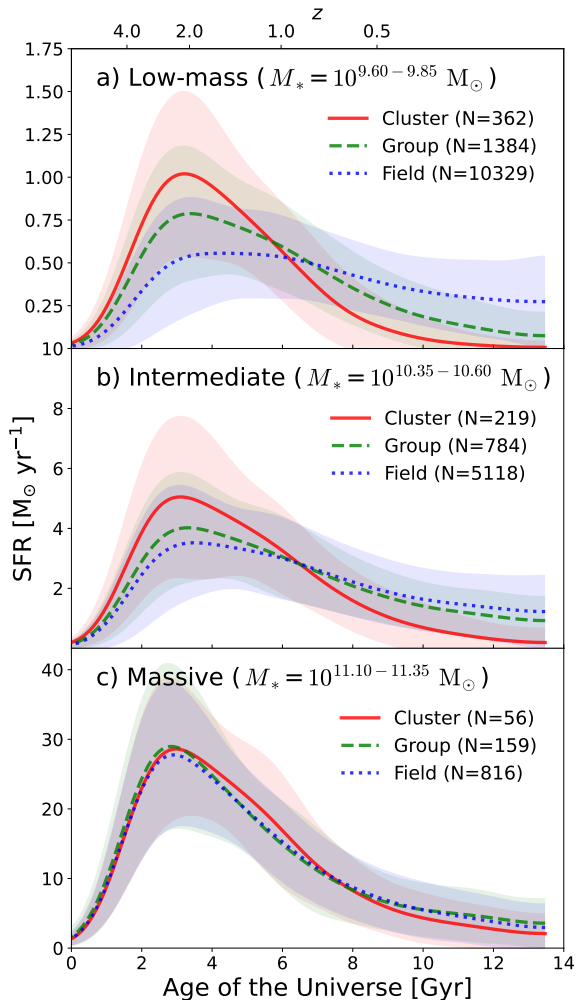 z
4.0 2.0 1.0 0.5
a) Low-mass ( M* = 10^9.60−9.85 M⊙ )
1.75
1.50
1.25
1.00
0.75
0.50
0.25
Cluster (N=362)
Group (N=1384)
Field (N=10329)
10
b) Intermediate ( M* = 10^10.35−10.60 M⊙ )
8
6
4
2
Cluster (N=219)
Group (N=784)
Field (N=5118)
SFR [M⊙ yr^−1]
c) Massive ( M* = 10^11.10−11.35 M⊙ )
40
30
20
10
0
Cluster (N=56)
Group (N=159)
Field (N=816)
0 2 4 6 8 10 12 14
Age of the Universe [Gyr]